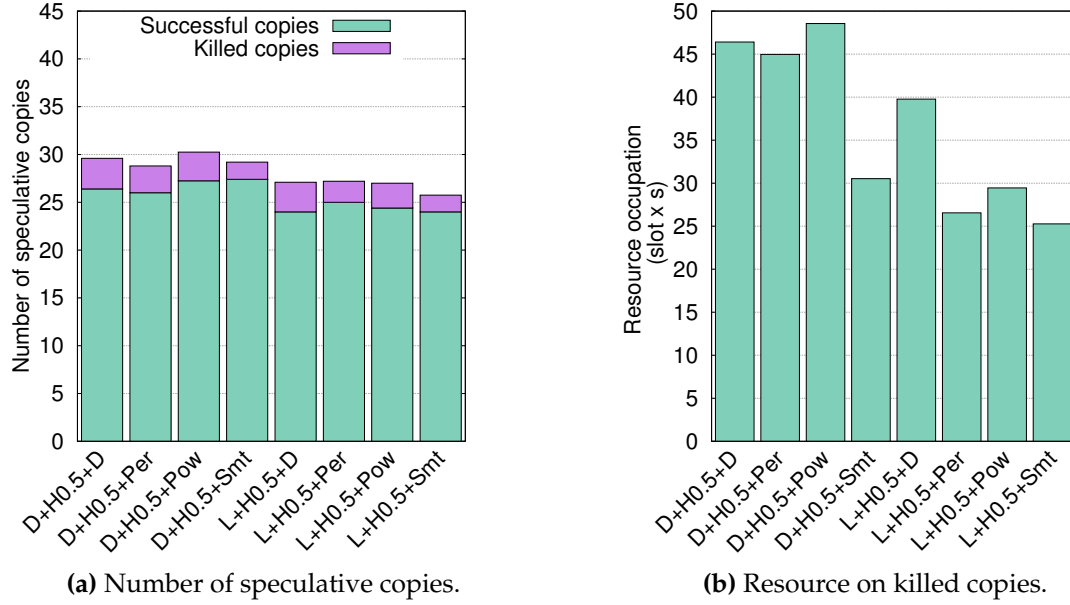 Number of speculative copies
45
40
35
30
25
20
15
10
5
0
Successful copies
Killed copies
D+H0.5+D
D+H0.5+Per
D+H0.5+Pow
D+H0.5+Smt
L+H0.5+D
L+H0.5+Per
L+H0.5+Pow
L+H0.5+Smt
(a) Number of speculative copies.
Resource occupation
(slot x s)
50
45
40
35
30
25
20
15
10
5
0
D+H0.5+D
D+H0.5+Per
D+H0.5+Pow
D+H0.5+Smt
L+H0.5+D
L+H0.5+Per
L+H0.5+Pow
L+H0.5+Smt
(b) Resource on killed copies.